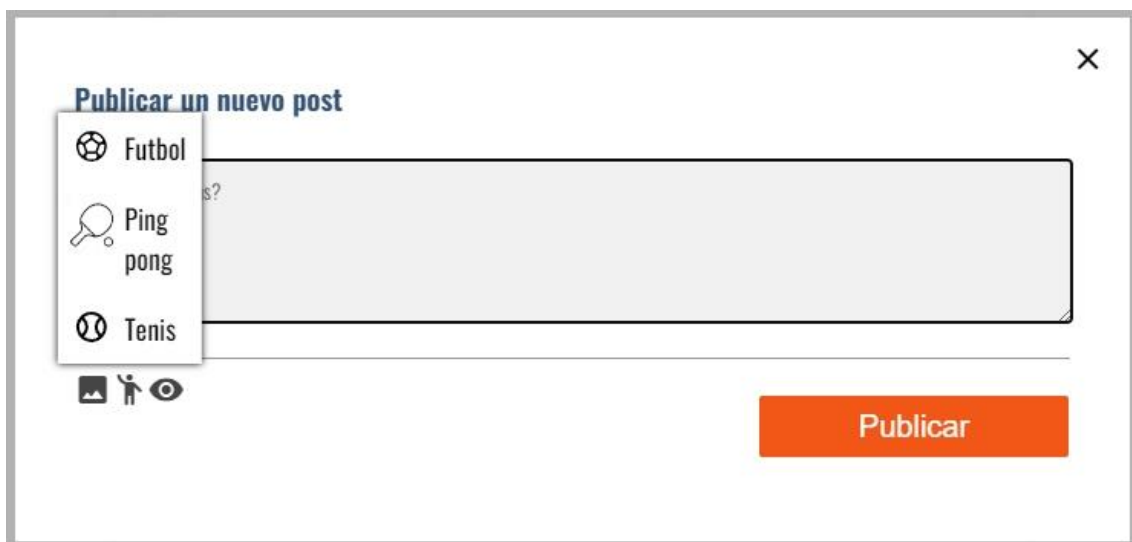 Publicar un nuevo post
Futbol
s?
Ping
pong
Tenis
Publicar